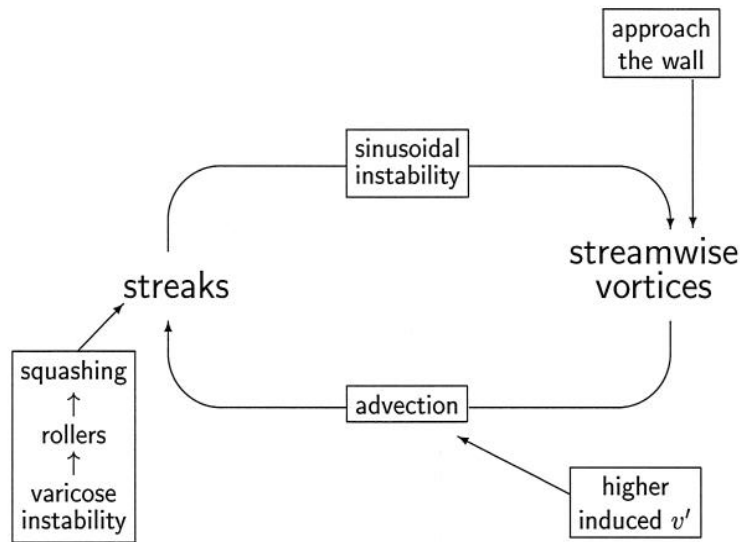 approach
the wall
sinusoidal
instability
streamwise
vortices
streaks
squashing
↑
rollers
↑
varicose
instability
advection
higher
induced v′